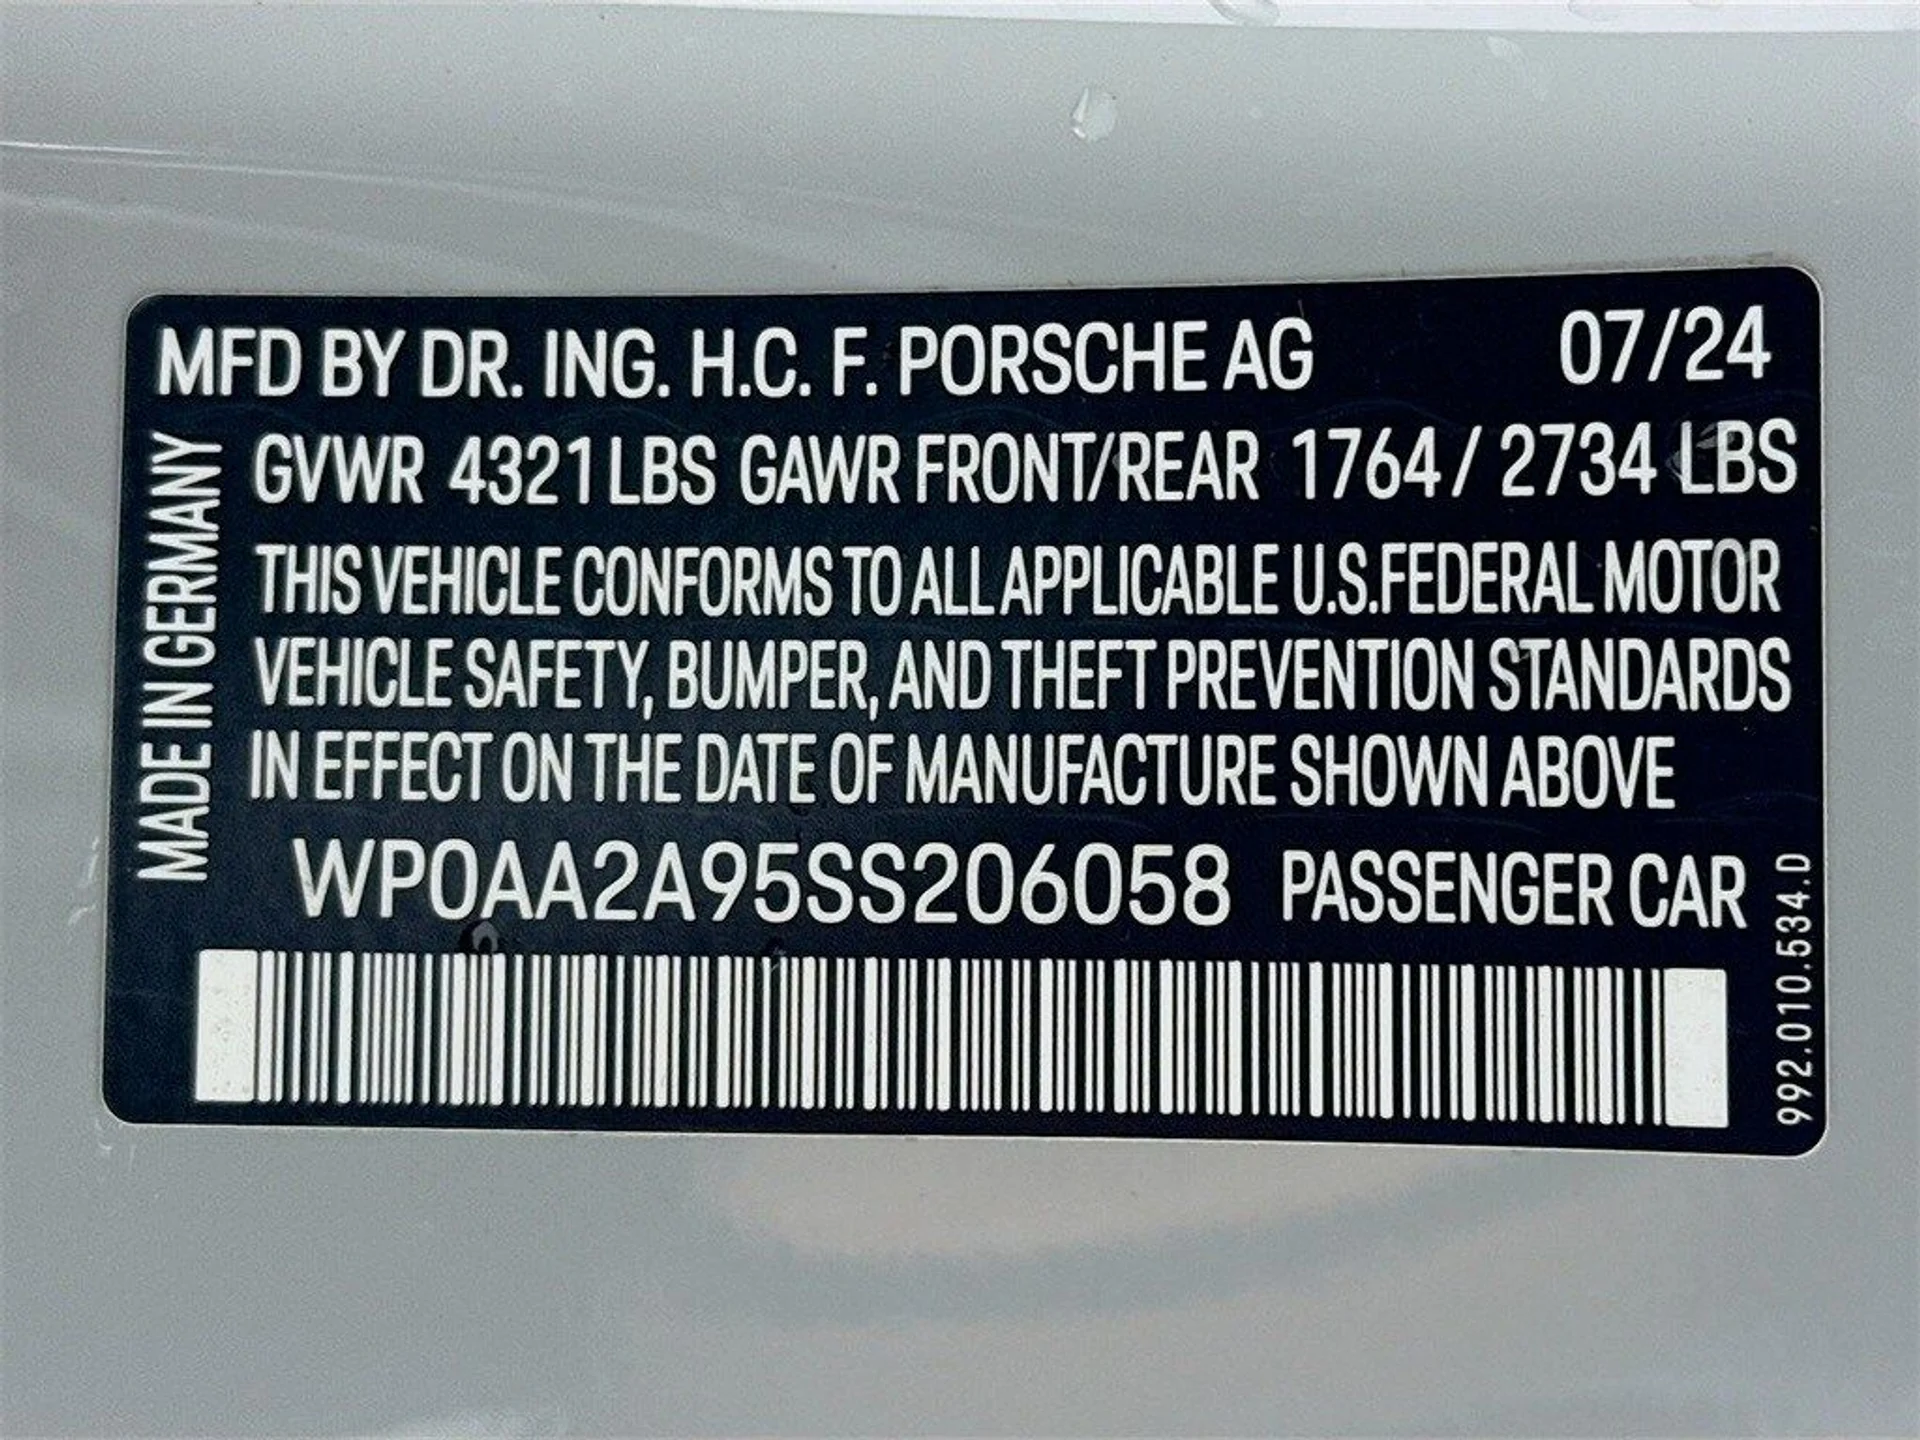 MFD BY DR. ING. H.C. F. PORSCHE AG 07/24
GVWR 4321 LBS GAWR FRONT/REAR 1764 / 2734 LBS
THIS VEHICLE CONFORMS TO ALL APPLICABLE U.S.FEDERAL MOTOR
VEHICLE SAFETY, BUMPER, AND THEFT PREVENTION STANDARDS
IN EFFECT ON THE DATE OF MANUFACTURE SHOWN ABOVE
WP0AA2A95SS206058 PASSENGER CAR
MADE IN GERMANY
992.010.534.D